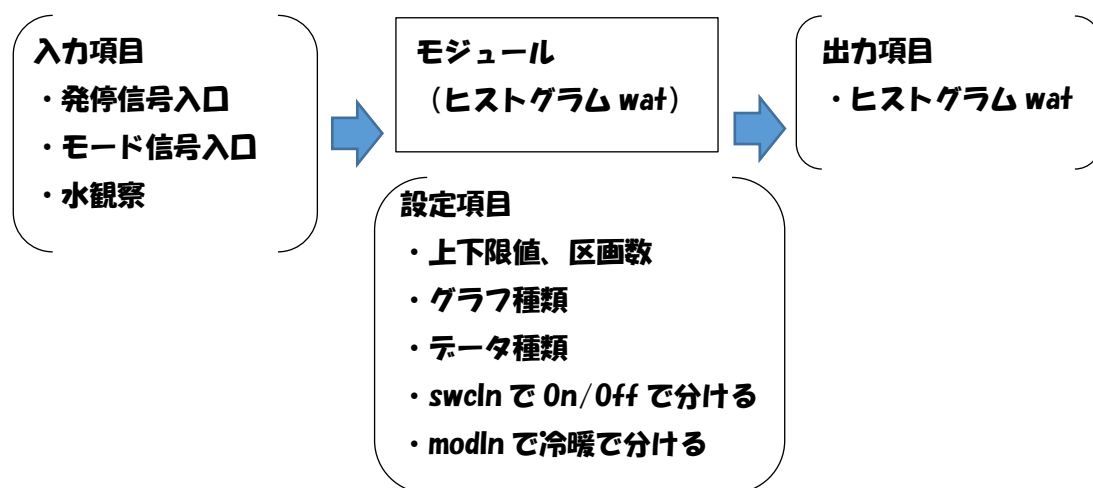 入力項目
・発停信号入口
・モード信号入口
・水観察
モジュール
（ヒストグラム wat）
出力項目
・ヒストグラム wat
設定項目
・上下限値、区画数
・グラフ種類
・データ種類
・swcIn で On/Off で分ける
・modIn で冷暖で分ける